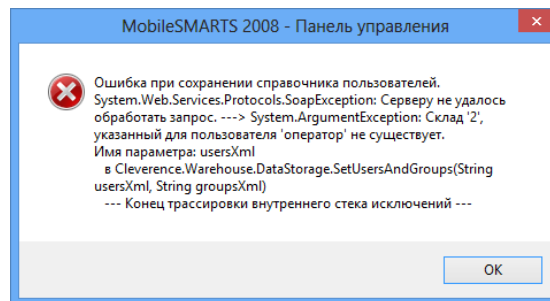 MobileSMARTS 2008 - Панель управления
Ошибка при сохранении справочника пользователей.
System.Web.Services.Protocols.SoapException: Серверу не удалось
обработать запрос. ---> System.ArgumentException: Склад '2',
указанный для пользователя 'оператор' не существует.
Имя параметра: usersXml
в Cleverence.Warehouse.DataStorage.SetUsersAndGroups(String
usersXml, String groupsXml)
--- Конец трассировки внутреннего стека исключений ---
OK